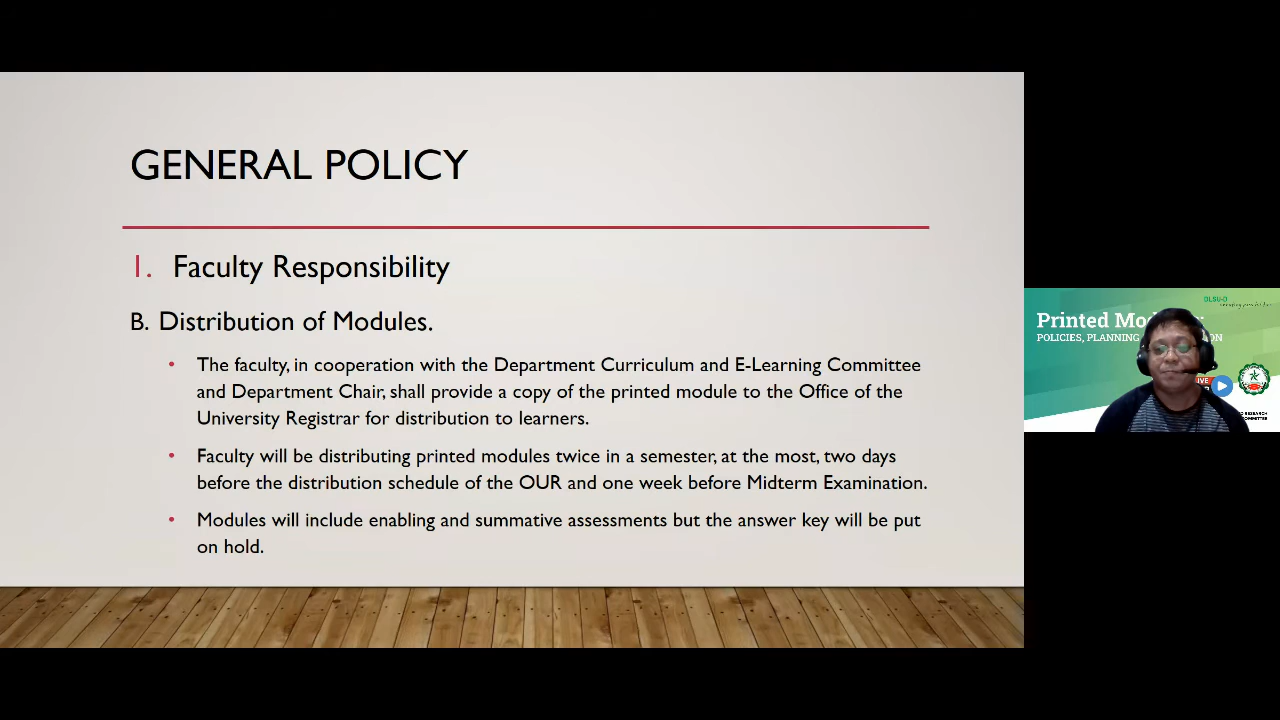 GENERAL POLICY
1. Faculty Responsibility
B. Distribution of Modules.
• The faculty, in cooperation with the Department Curriculum and E-Learning Committee
and Department Chair, shall provide a copy of the printed module to the Office of the
University Registrar for distribution to learners.
• Faculty will be distributing printed modules twice in a semester, at the most, two days
before the distribution schedule of the OUR and one week before Midterm Examination.
• Modules will include enabling and summative assessments but the answer key will be put
on hold.
DLSU-D
Printed
POLICIES, PLANNING